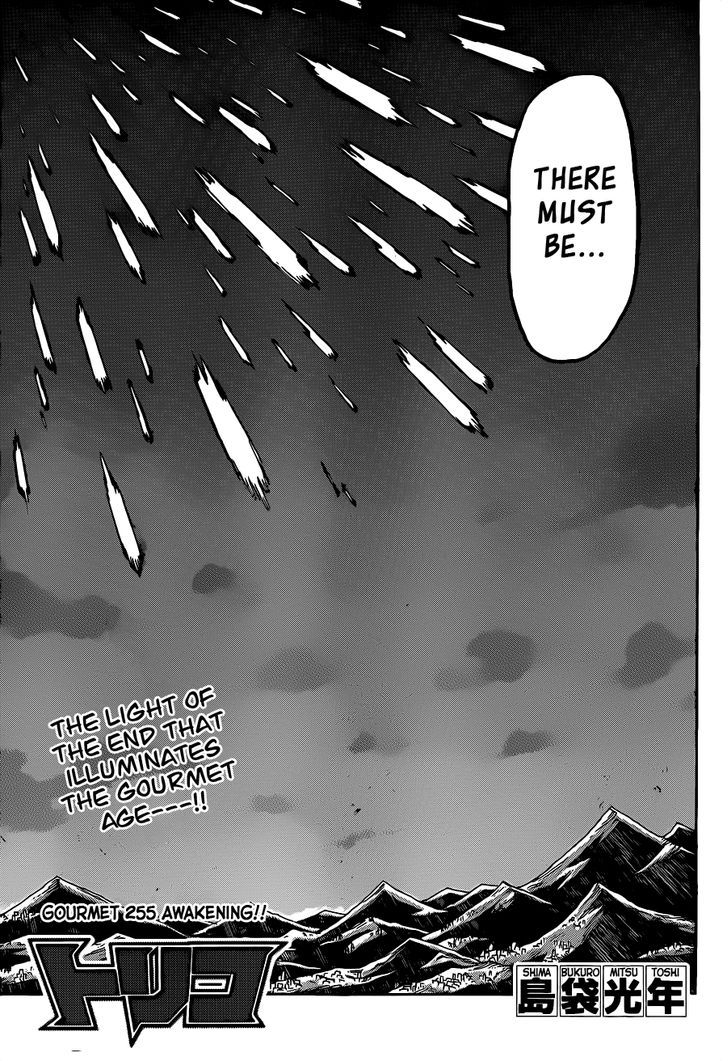 THERE
MUST
BE...
THE LIGHT OF
THE END THAT
ILLUMINATES
THE GOURMET
AGE---!!
GOURMET 255 AWAKENING!!
トリコ
SHIMA BUKURO MITSU TOSHI
島袋光年